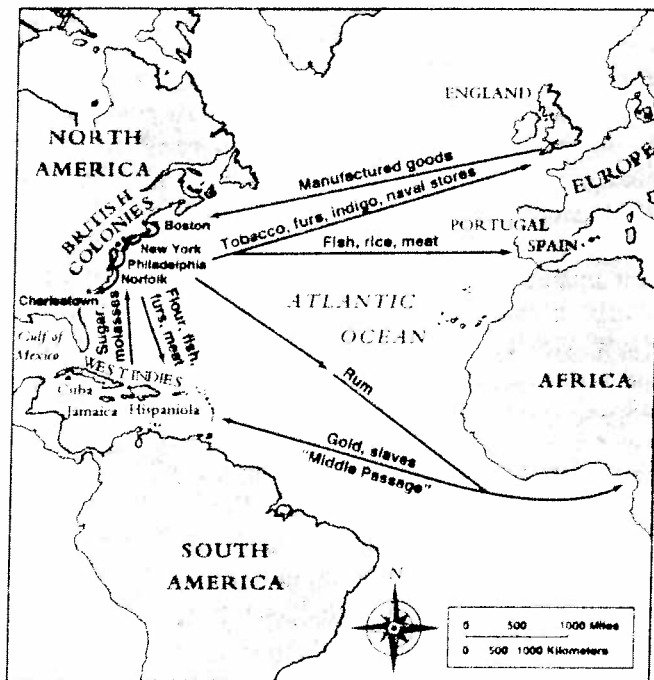 ENGLAND
NORTH
AMERICA
EUROPE
Manufactured goods
Tobacco, furs, indigo, naval stores
BRITISH
COLONIES
Boston
PORTUGAL
SPAIN
Fish, rice, meat
New York
Philadelphia
Norfolk
Charlestown
Sugar,
molasses
Flour, fish,
furs, meat
ATLANTIC
OCEAN
Gulf of
Mexico
WEST INDIES
Cuba
Jamaica
Hispaniola
Rum
AFRICA
Gold, slaves
"Middle Passage"
SOUTH
AMERICA
N
0 500 1000 Miles
0 500 1000 Kilometers